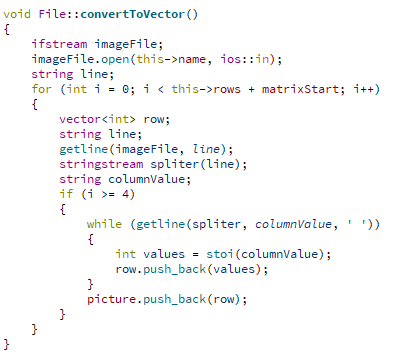 void File::convertToVector()
{
    ifstream imageFile;
    imageFile.open(this->name, ios::in);
    string line;
    for (int i = 0; i < this->rows + matrixStart; i++)
    {
        vector<int> row;
        string line;
        getline(imageFile, line);
        stringstream spliter(line);
        string columnValue;
        if (i >= 4)
        {
            while (getline(spliter, columnValue, ' '))
            {
                int values = stoi(columnValue);
                row.push_back(values);
            }
            picture.push_back(row);
        }
    }
}